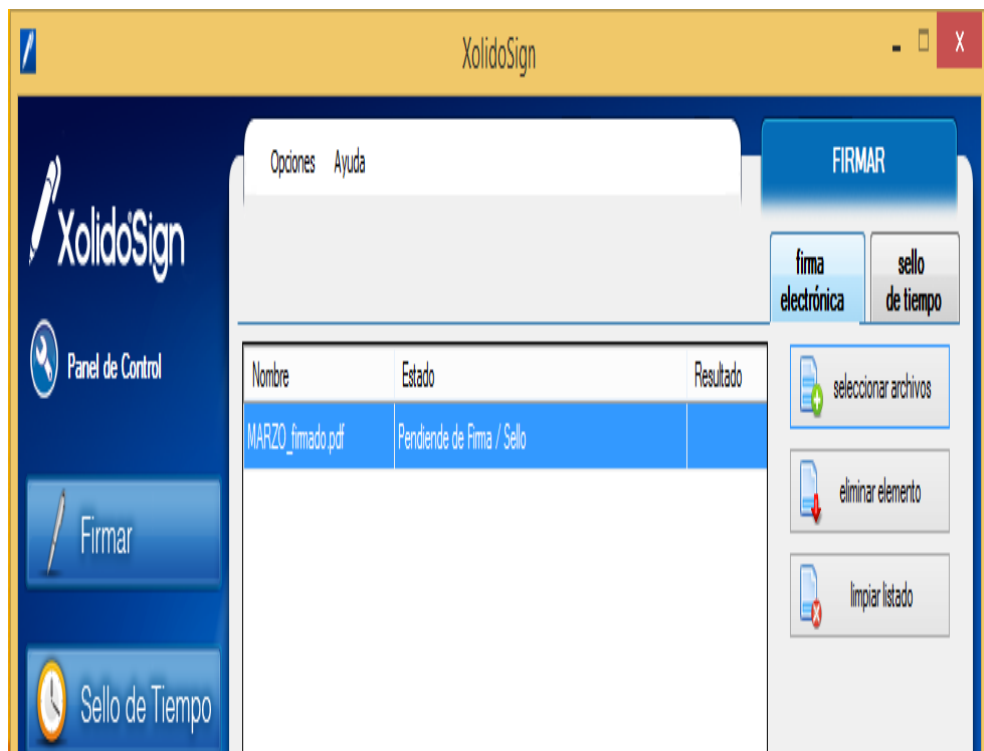 XolidoSign
X
Opciones Ayuda
FIRMAR
XolidoSign
firma
electrónica
sello
de tiempo
Panel de Control
Nombre Estado Resultado
seleccionar archivos
MARZO_firmado.pdf Pendiende de Firma / Sello
eliminar elemento
Firmar
limpiar listado
Sello de Tiempo